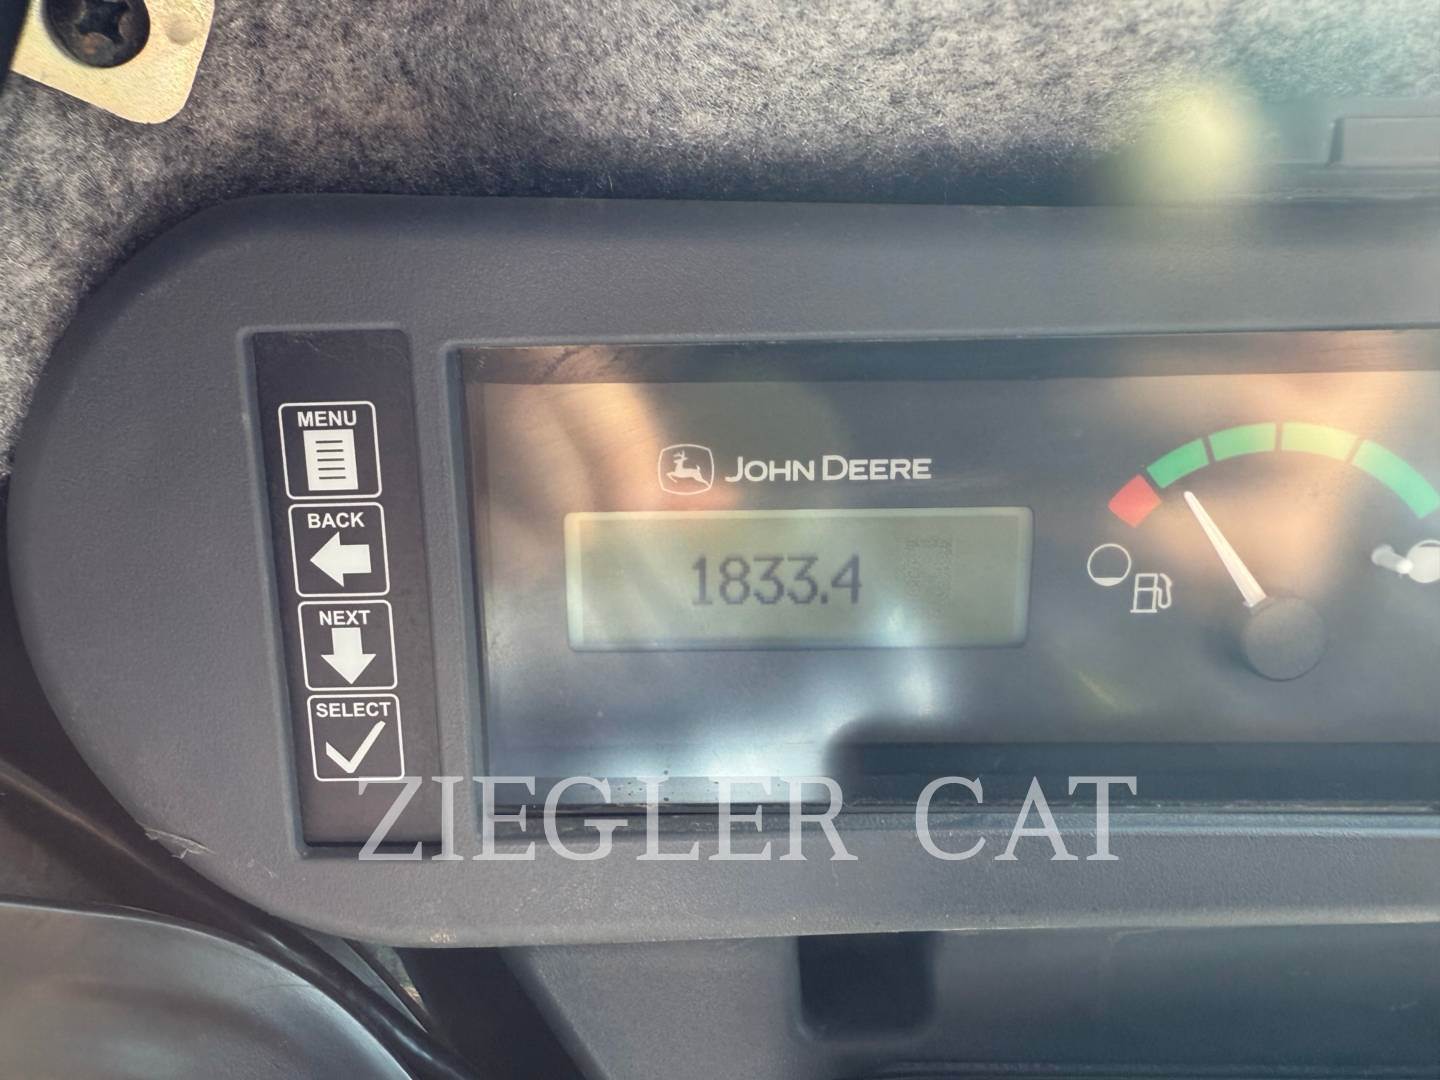 MENU
BACK
NEXT
SELECT
JOHN DEERE
1833.4
ZIEGLER CAT